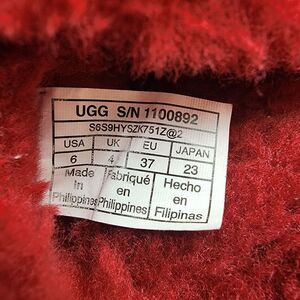 UGG S/N 1100892
S6S9HYSZK751Z@2
USA UK EU JAPAN
6 4 37 23
Made Fabriqué Hecho
in en en
Philippines Philippines Filipinas